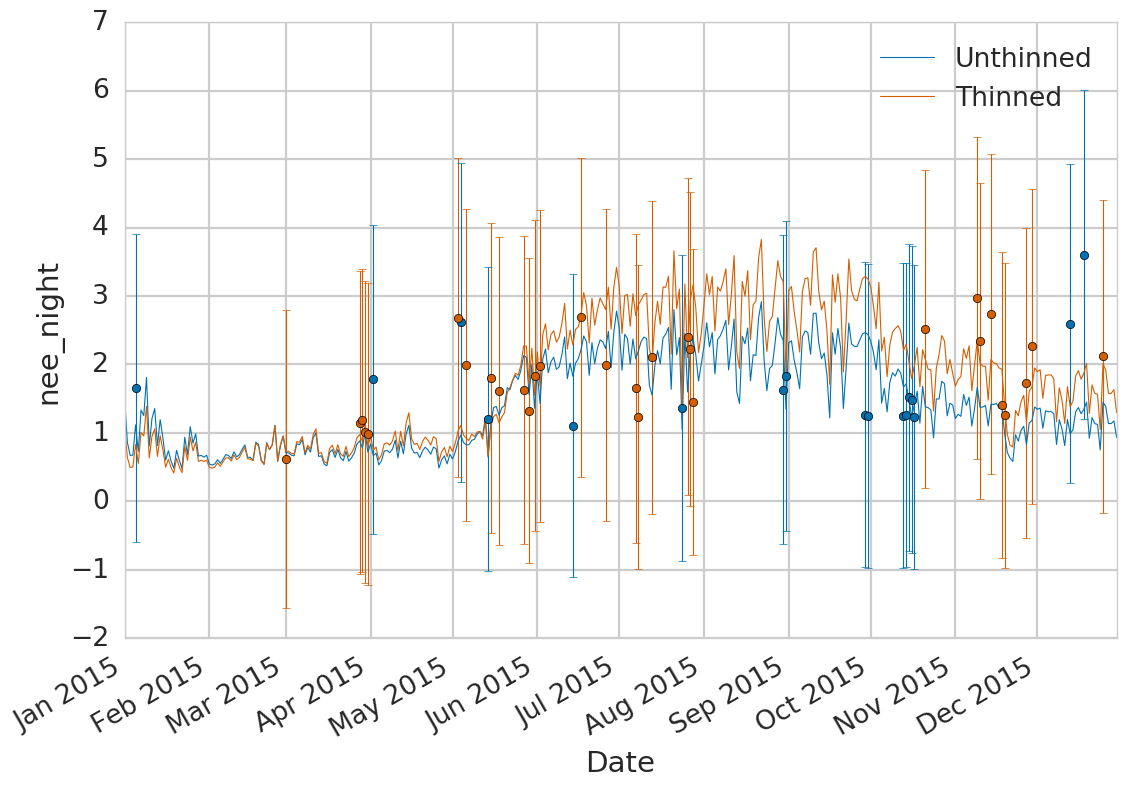 7
6
5
4
3
2
1
0
−1
−2
nee_night
Unthinned
Thinned
Jan 2015
Feb 2015
Mar 2015
Apr 2015
May 2015
Jun 2015
Jul 2015
Aug 2015
Sep 2015
Oct 2015
Nov 2015
Dec 2015
Date